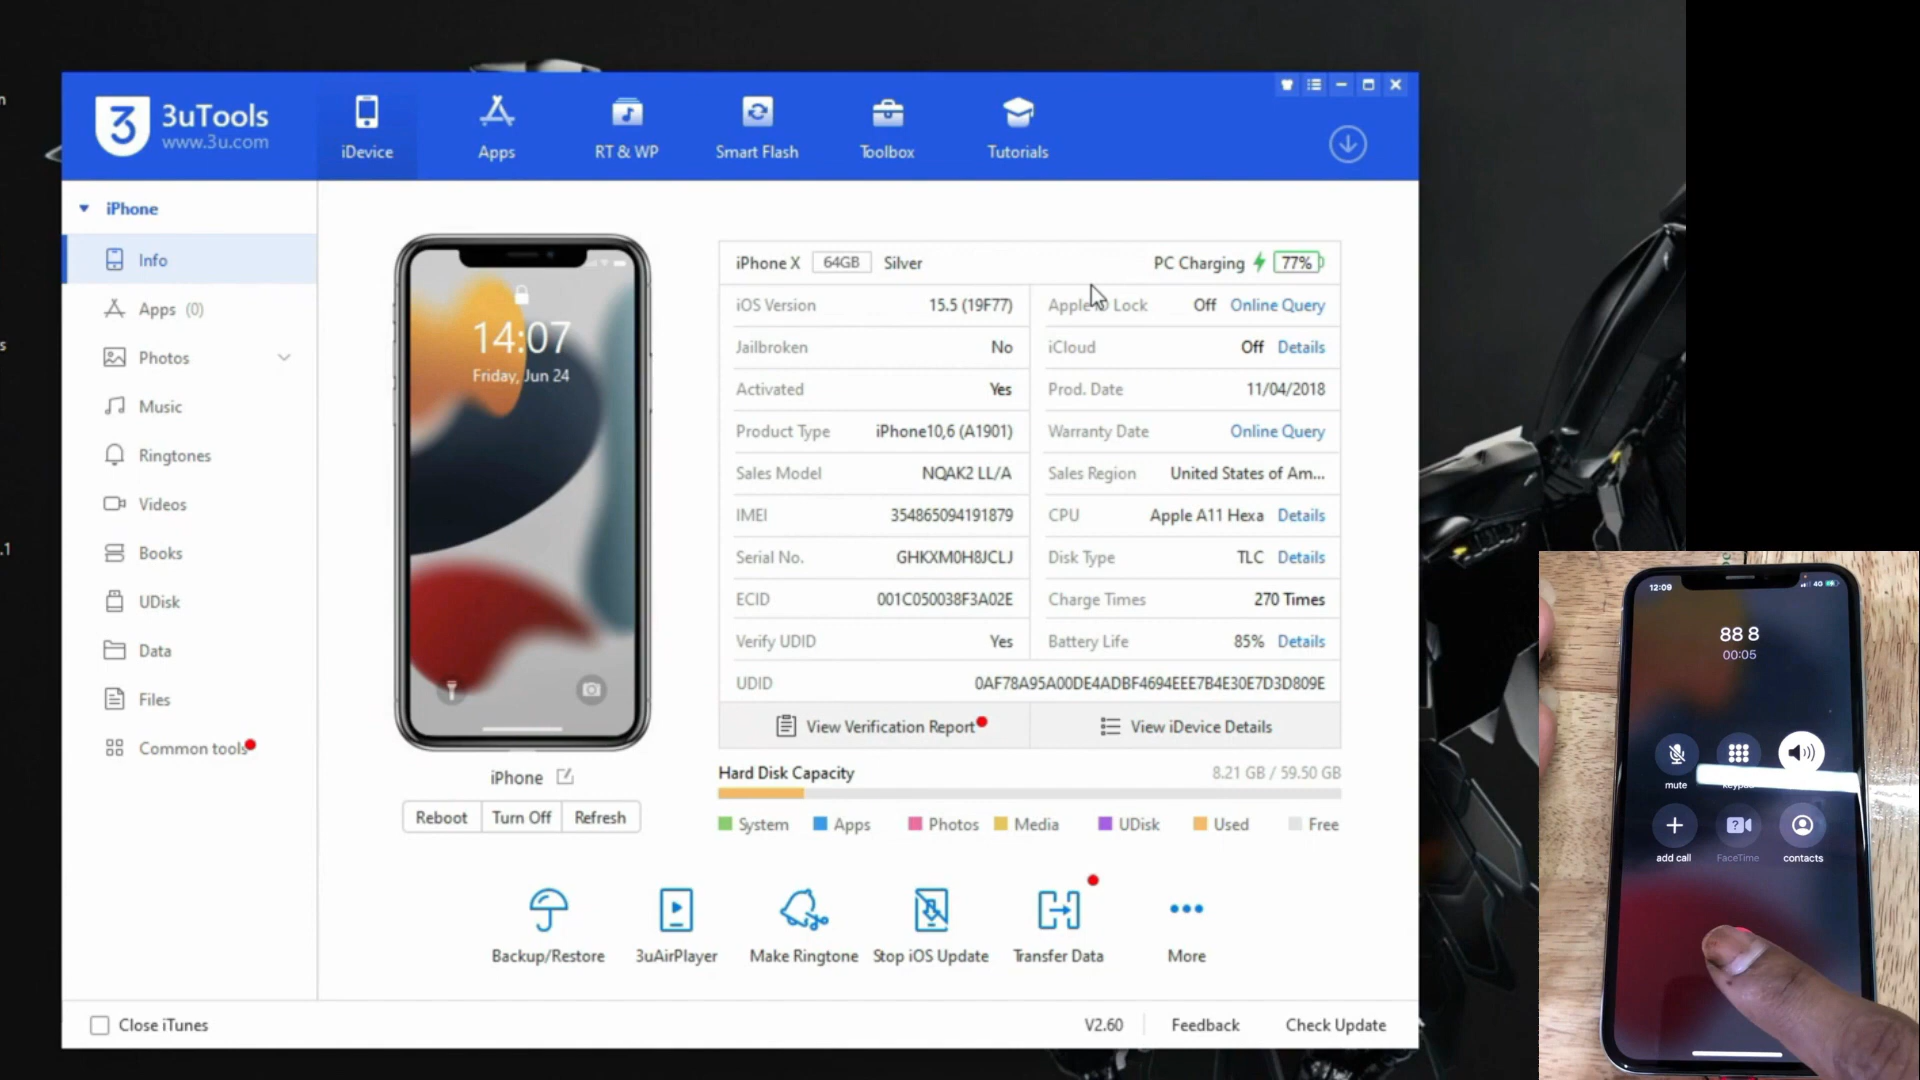 3 3uTools
www.3u.com
iDevice
Apps
RT & WP
Smart Flash
Toolbox
Tutorials
iPhone
Info
Apps (0)
Photos
Music
Ringtones
Videos
Books
UDisk
Data
Files
Common tools
14:07
Friday, Jun 24
iPhone
Reboot Turn Off Refresh
iPhone X 64GB Silver PC Charging 77%
iOS Version 15.5 (19F77) Lock Off Online Query
Jailbroken No iCloud Off Details
Activated Yes Prod. Date 11/04/2018
Product Type iPhone10,6 (A1901) Warranty Date Online Query
Sales Model NQAK2 LL/A Sales Region United States of Am...
IMEI 354865094191879 CPU Apple A11 Hexa Details
Serial No. GHKXM0H8JCLJ Disk Type TLC Details
ECID 001C050038F3A02E Charge Times 270 Times
Verify UDID Yes Battery Life 85% Details
UDID 0AF78A95A00DE4ADBF4694EEE7B4E30E7D3D809E
View Verification Report View iDevice Details
Hard Disk Capacity 8.21 GB / 59.50 GB
System Apps Photos Media UDisk Used Free
Backup/Restore 3uAirPlayer Make Ringtone Stop iOS Update Transfer Data More
Close iTunes V2.60 Feedback Check Update
12:09 4G
88 8
00:05
mute
add call FaceTime contacts